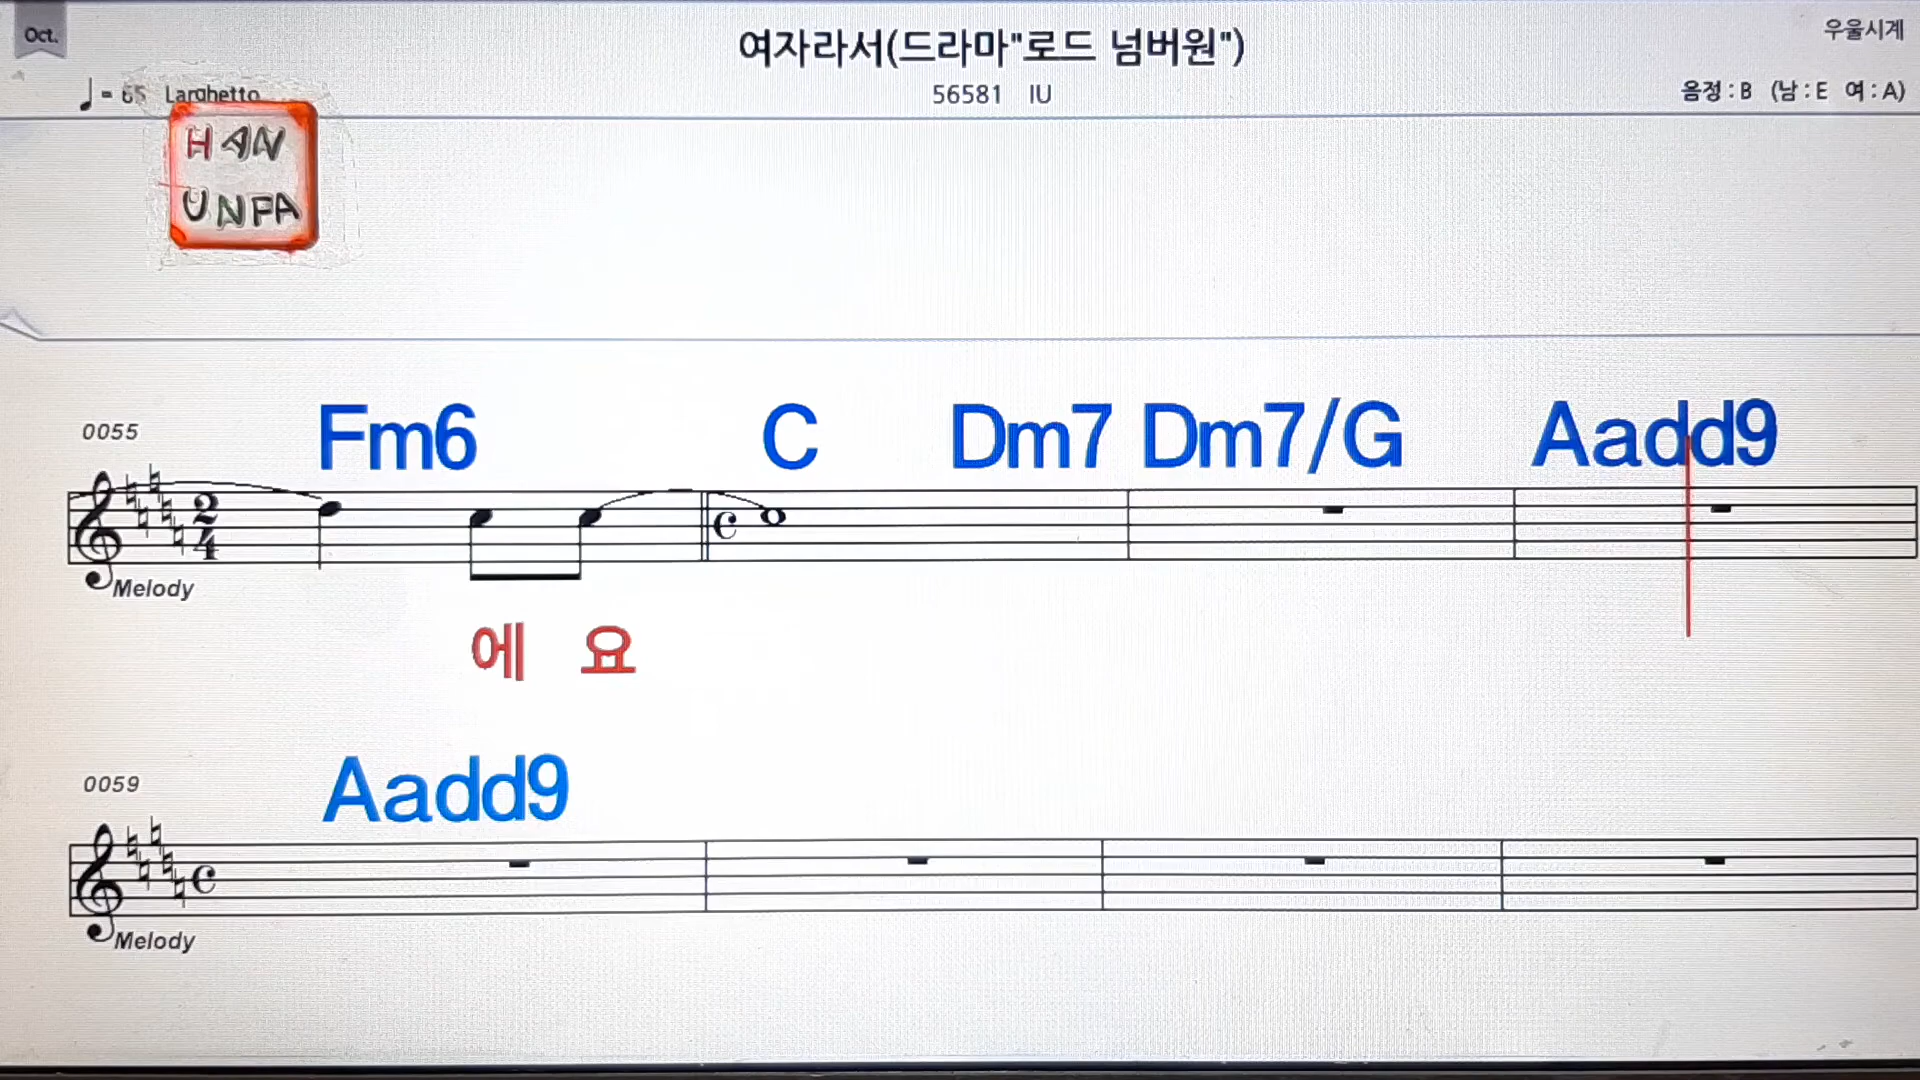 Oct.
여자라서(드라마"로드 넘버원")
우울시계
♩= 65 Larghetto
56581 IU
음정 : B (남 : E 여 : A)
HAN
UNFA
Fm6 C Dm7 Dm7/G Aadd9
0055
2
4
Melody
에 요
Aadd9
0059
Melody